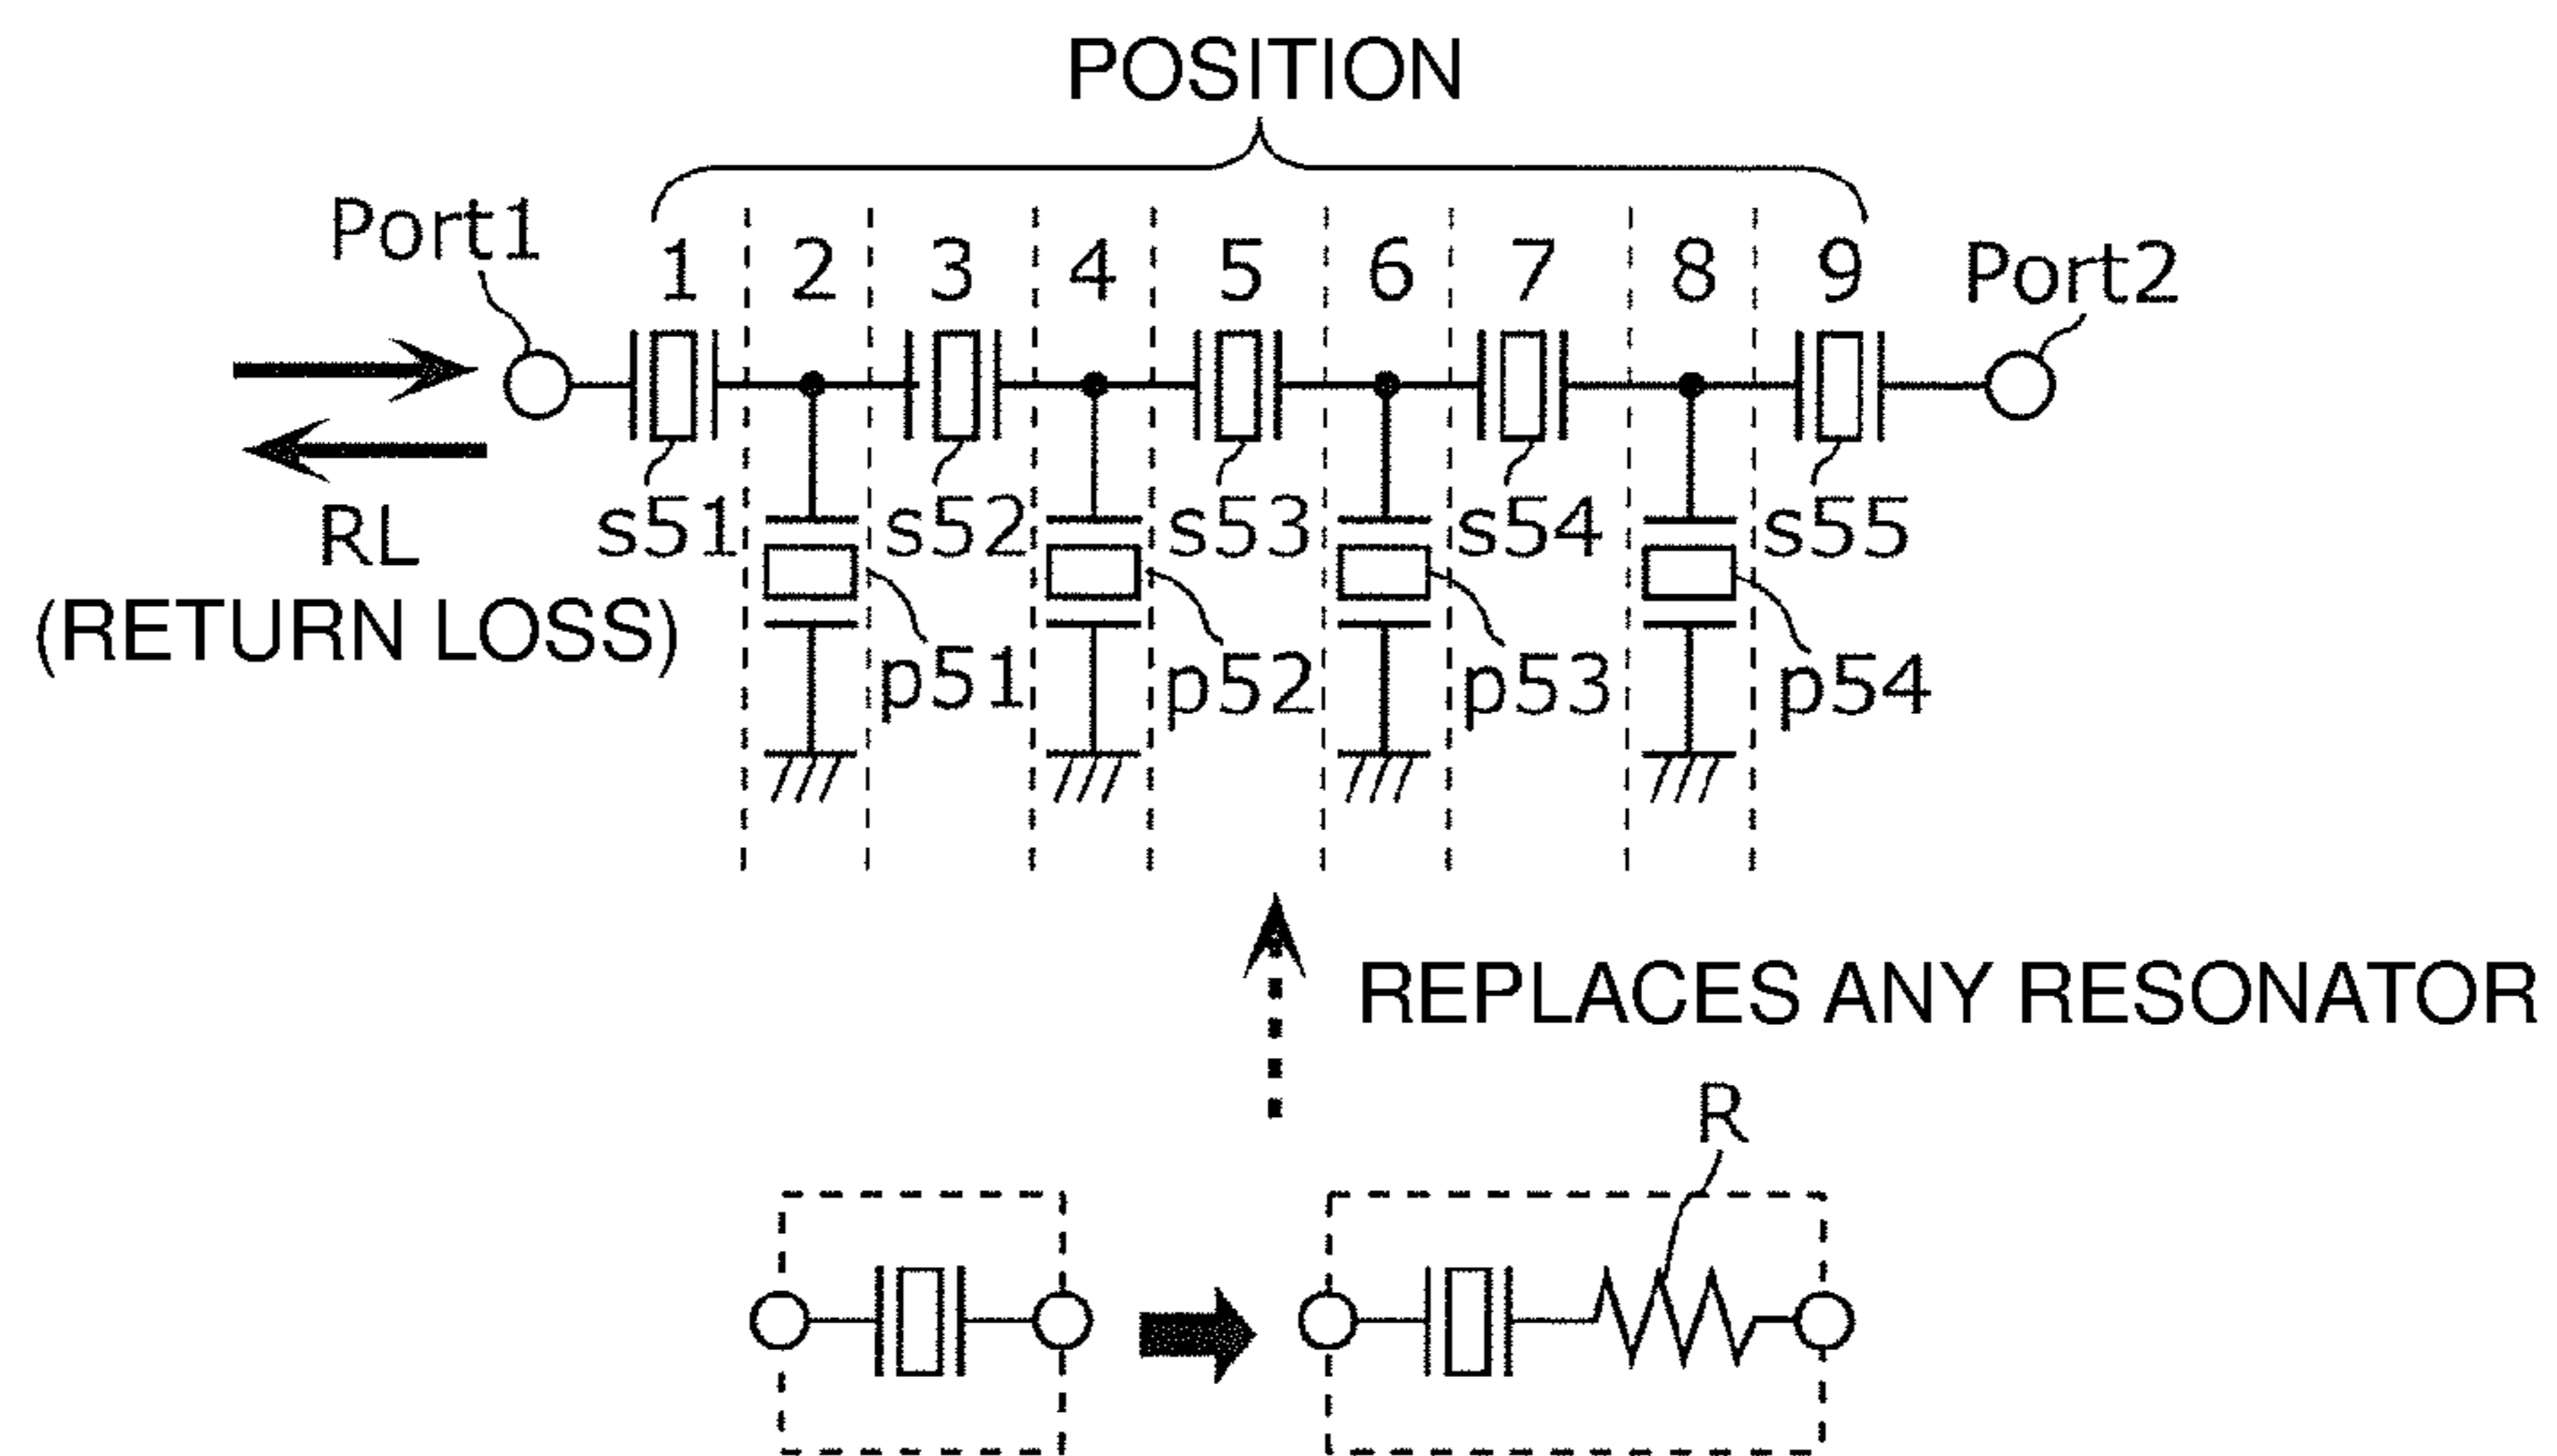 POSITION
Port1 1 2 3 4 5 6 7 8 9 Port2
s51 s52 s53 s54 s55
RL
(RETURN LOSS)
p51 p52 p53 p54
REPLACES ANY RESONATOR
R